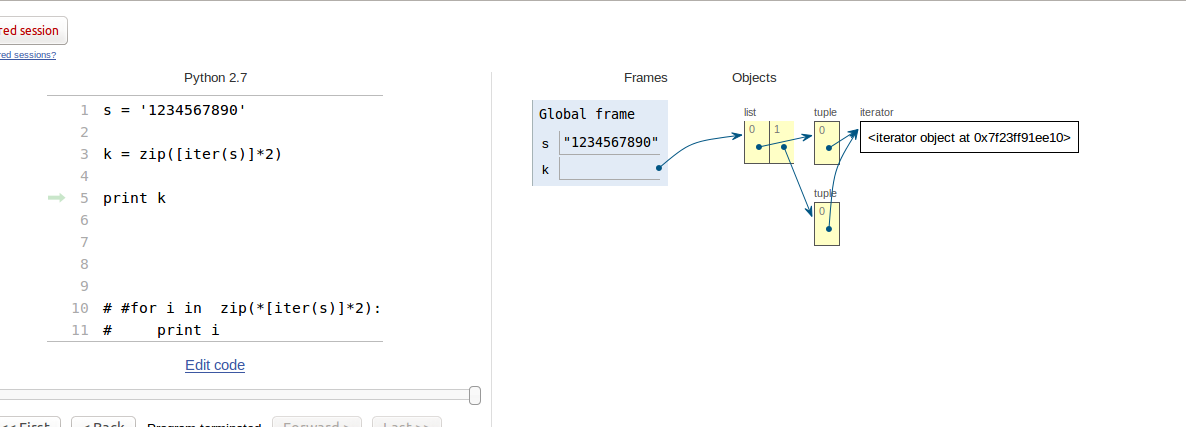 red session
red sessions?
Python 2.7
1 s = '1234567890'
2
3 k = zip([iter(s)]*2)
4
5 print k
6
7
8
9
10 # #for i in  zip(*[iter(s)]*2):
11 #     print i
Edit code
<< First < Back Program terminated Forward > Last >>
Frames Objects
Global frame
s "1234567890"
k
list
0 1
tuple
0
iterator
<iterator object at 0x7f23ff91ee10>
tuple
0